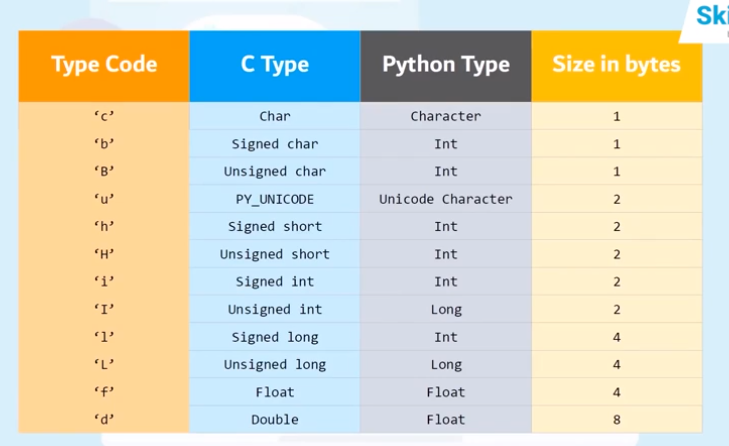 Ski
Type Code C Type Python Type Size in bytes
‘c’ Char Character 1
‘b’ Signed char Int 1
‘B’ Unsigned char Int 1
‘u’ PY_UNICODE Unicode Character 2
‘h’ Signed short Int 2
‘H’ Unsigned short Int 2
‘i’ Signed int Int 2
‘I’ Unsigned int Long 2
‘l’ Signed long Int 4
‘L’ Unsigned long Long 4
‘f’ Float Float 4
‘d’ Double Float 8